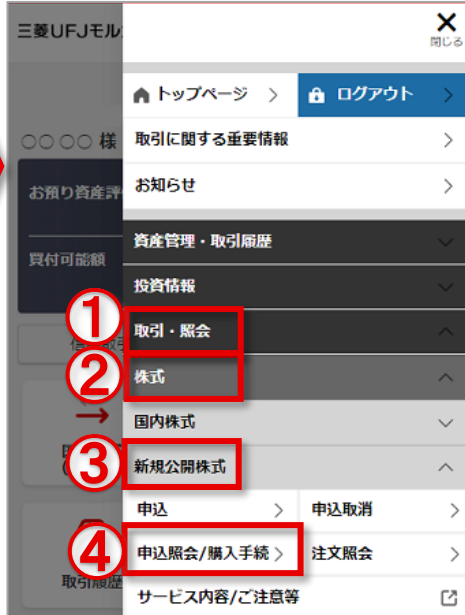 三菱UFJモル
閉じる
トップページ
ログアウト
○○ ○○ 様
取引に関する重要情報
お預り資産評
お知らせ
資産管理・取引履歴
買付可能額
投資情報
① 取引・照会
② 株式
国内株式
③ 新規公開株式
申込
申込取消
④ 申込照会/購入手続
注文照会
取引履歴
サービス内容/ご注意等